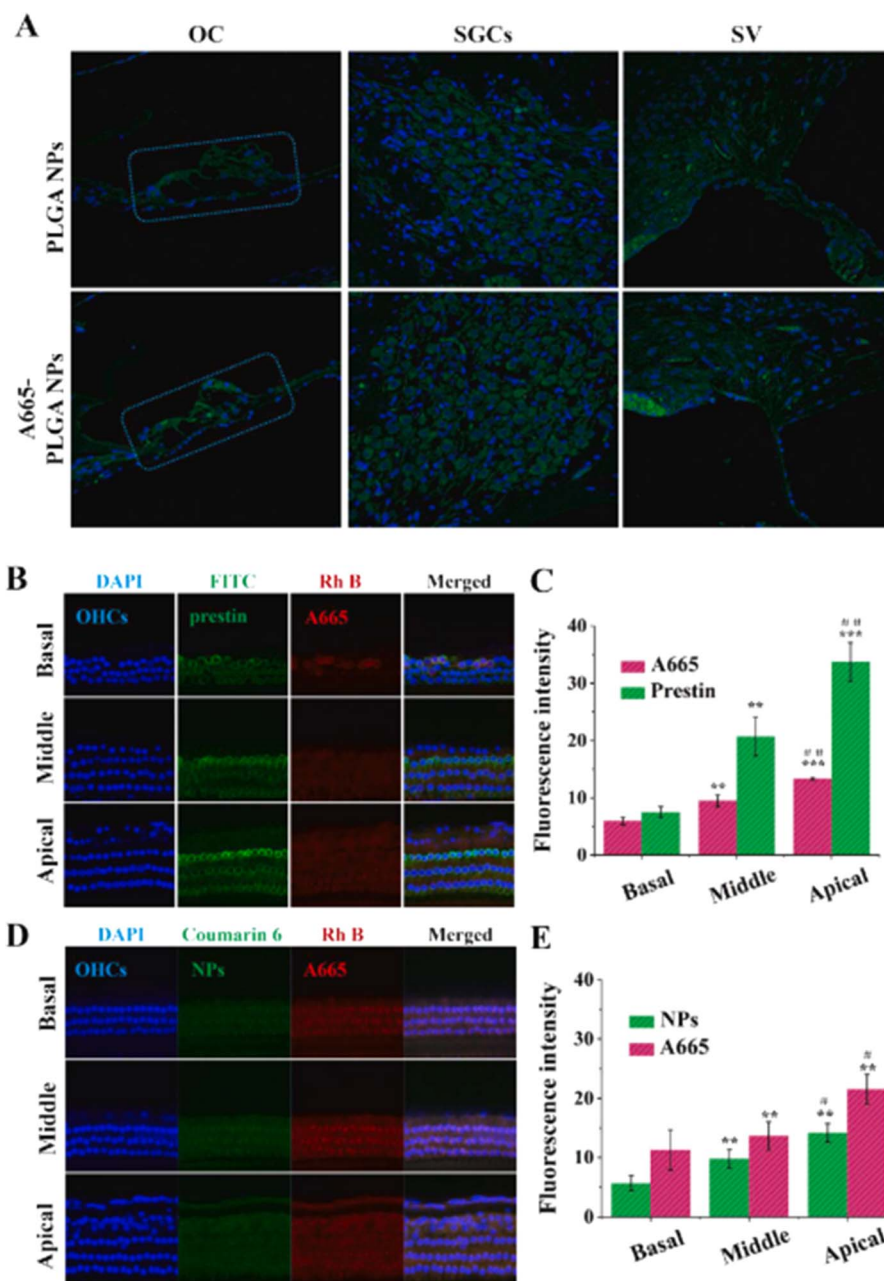 A
OC SGCs SV
PLGA NPs
A665-
PLGA NPs
B
DAPI FITC Rh B Merged
OHCs prestin A665
Basal
Middle
Apical
C
Fluorescence intensity
40
30
20
10
0
A665
Prestin
**
**
##
***
##
***
Basal Middle Apical
D
DAPI Coumarin 6 Rh B Merged
OHCs NPs A665
Basal
Middle
Apical
E
Fluorescence intensity
40
30
20
10
0
NPs
A665
**
**
#
**
#
**
Basal Middle Apical